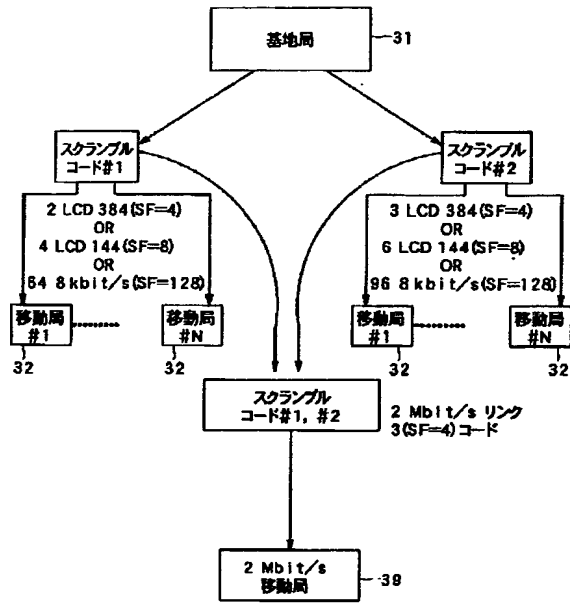 基地局
31
スクランブル
コード#1
スクランブル
コード#2
2 LCD 384(SF=4)
OR
4 LCD 144(SF=8)
OR
64 8kbit/s(SF=128)
3 LCD 384(SF=4)
OR
6 LCD 144(SF=8)
OR
96 8kbit/s(SF=128)
移動局
#1
移動局
#N
移動局
#1
移動局
#N
32
32
32
32
スクランブル
コード#1, #2
2 Mbit/s リンク
3(SF=4)コード
2 Mbit/s
移動局
39